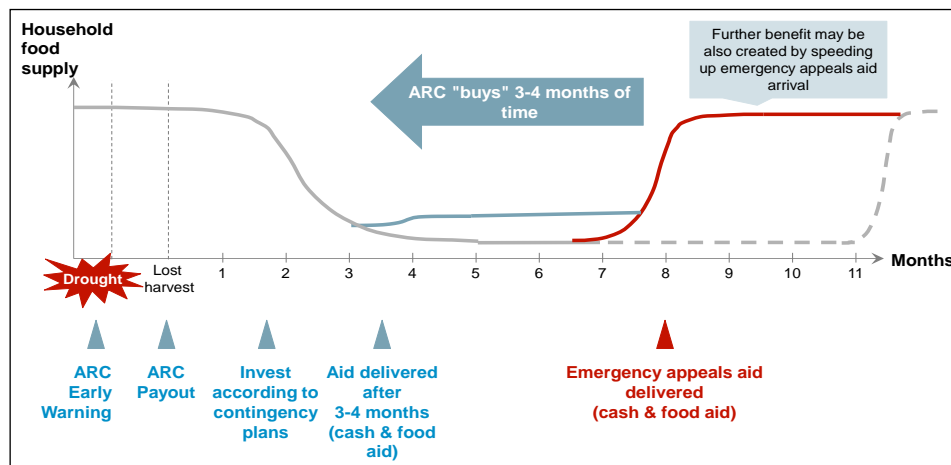 Household
food
supply
Further benefit may be
also created by speeding
up emergency appeals aid
arrival
ARC "buys" 3-4 months of
time
Drought
Lost
harvest
1
2
3
4
5
6
7
8
9
10
11
Months
ARC
Early
Warning
ARC
Payout
Invest
according to
contingency
plans
Aid delivered
after
3-4 months
(cash & food
aid)
Emergency appeals aid
delivered
(cash & food aid)